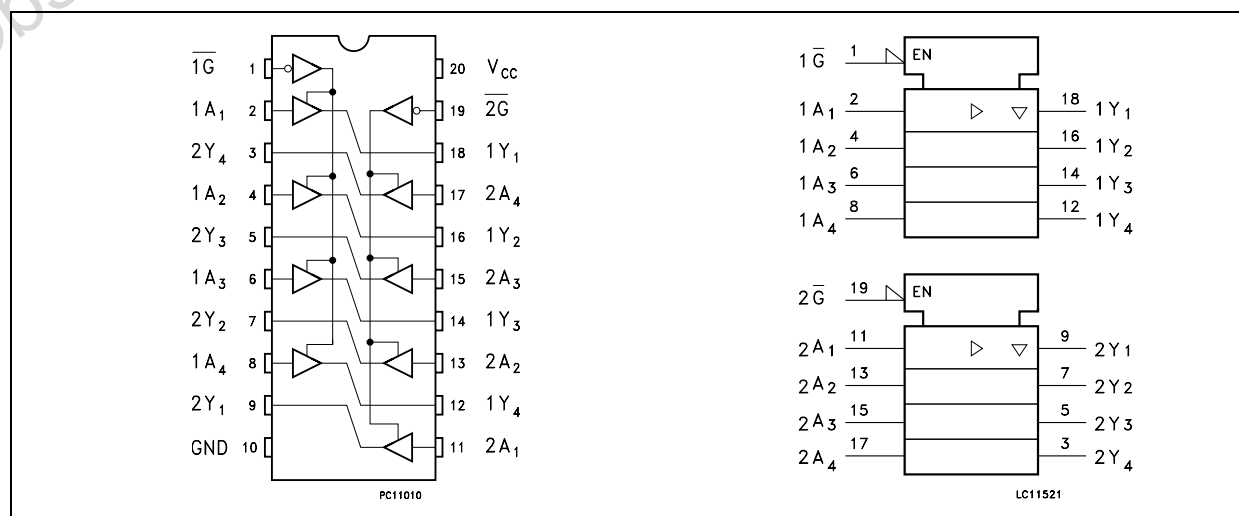 1G̅ 1 20 VCC
1A1 2 19 2G̅
2Y4 3 18 1Y1
1A2 4 17 2A4
2Y3 5 16 1Y2
1A3 6 15 2A3
2Y2 7 14 1Y3
1A4 8 13 2A2
2Y1 9 12 1Y4
GND 10 11 2A1
PC11010
1G̅ 1 EN
1A1 2 18 1Y1
1A2 4 16 1Y2
1A3 6 14 1Y3
1A4 8 12 1Y4
2G̅ 19 EN
2A1 11 9 2Y1
2A2 13 7 2Y2
2A3 15 5 2Y3
2A4 17 3 2Y4
LC11521